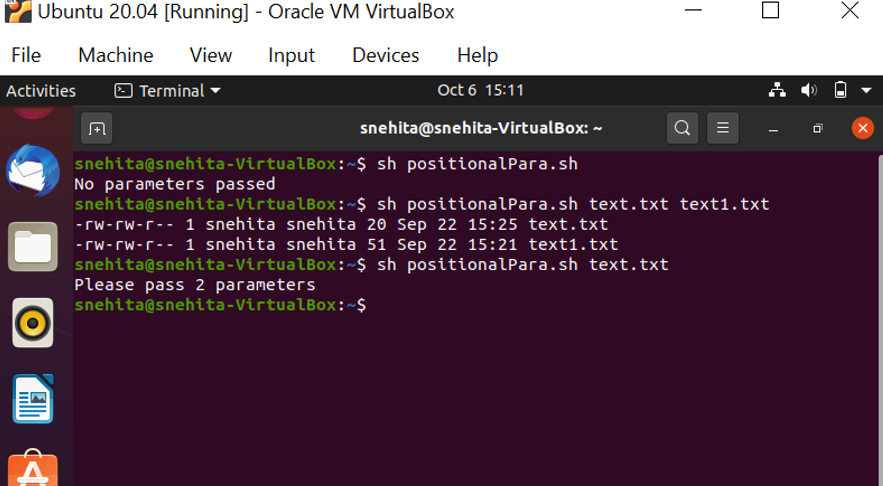 Ubuntu 20.04 [Running] - Oracle VM VirtualBox
File Machine View Input Devices Help
Activities Terminal Oct 6 15:11
snehita@snehita-VirtualBox: ~
snehita@snehita-VirtualBox:~$ sh positionalPara.sh
No parameters passed
snehita@snehita-VirtualBox:~$ sh positionalPara.sh text.txt text1.txt
-rw-rw-r-- 1 snehita snehita 20 Sep 22 15:25 text.txt
-rw-rw-r-- 1 snehita snehita 51 Sep 22 15:21 text1.txt
snehita@snehita-VirtualBox:~$ sh positionalPara.sh text.txt
Please pass 2 parameters
snehita@snehita-VirtualBox:~$